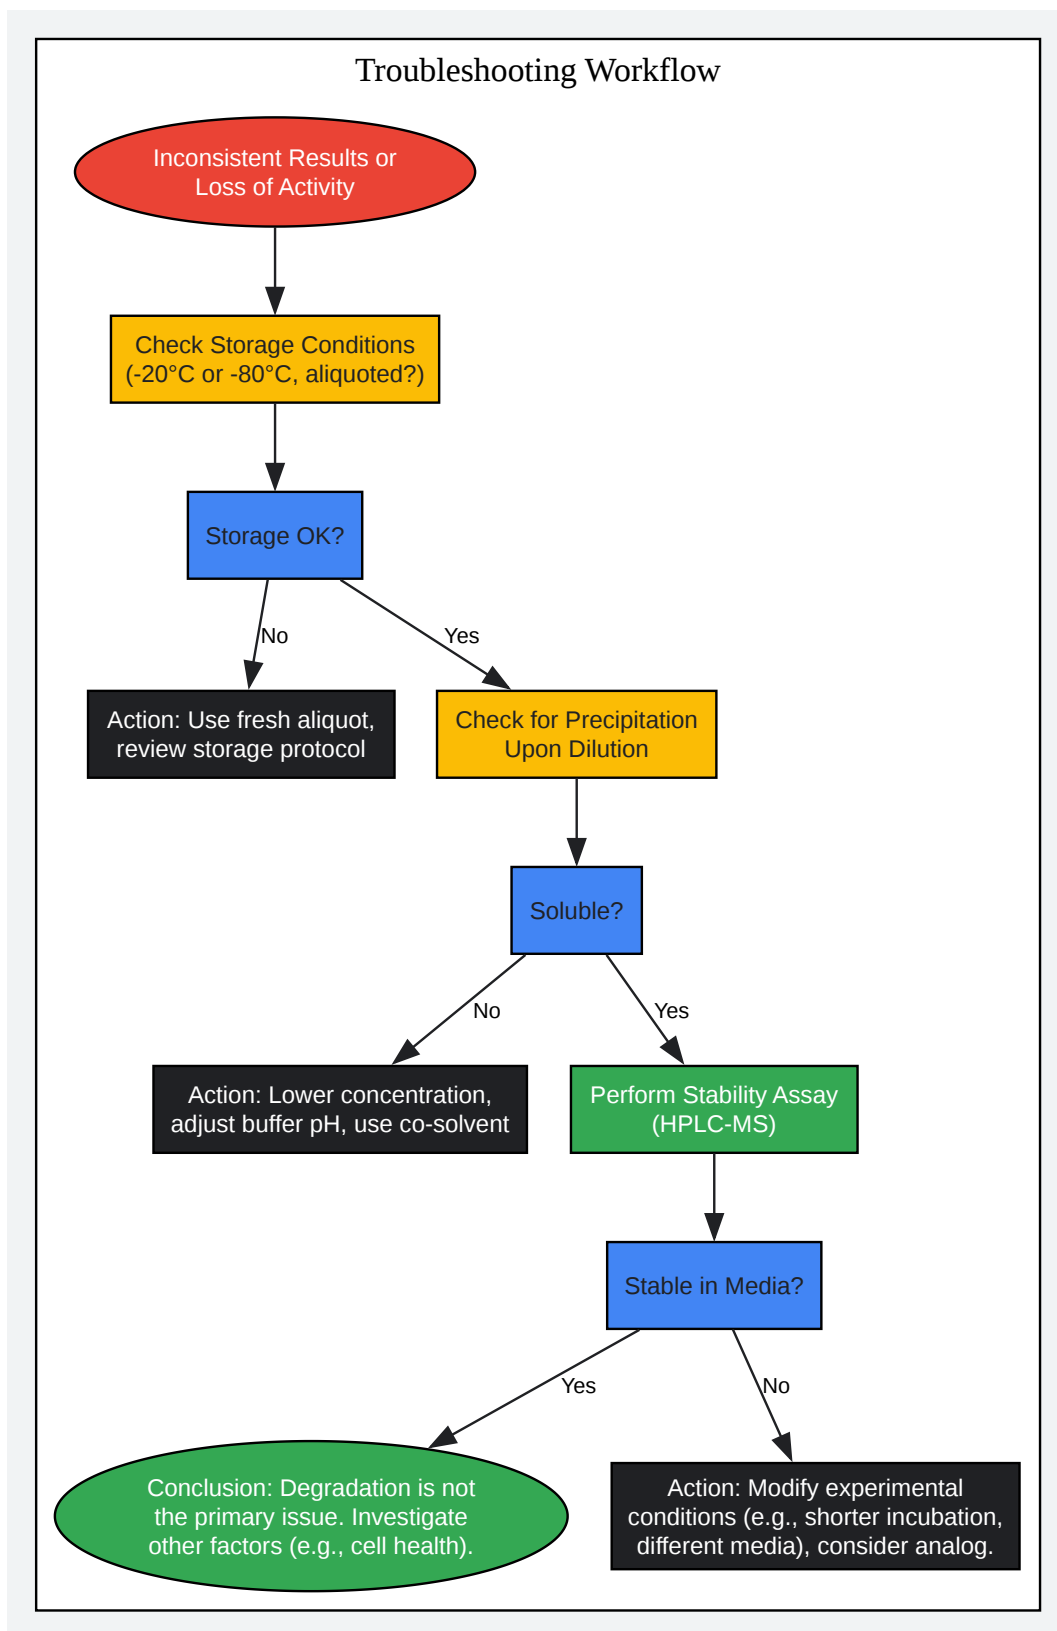 Troubleshooting Workflow
Inconsistent Results or
Loss of Activity
Check Storage Conditions
(-20°C or -80°C, aliquoted?)
Storage OK?
No
Yes
Action: Use fresh aliquot,
review storage protocol
Check for Precipitation
Upon Dilution
Soluble?
No
Yes
Action: Lower concentration,
adjust buffer pH, use co-solvent
Perform Stability Assay
(HPLC-MS)
Stable in Media?
Yes
No
Conclusion: Degradation is not
the primary issue. Investigate
other factors (e.g., cell health).
Action: Modify experimental
conditions (e.g., shorter incubation,
different media), consider analog.